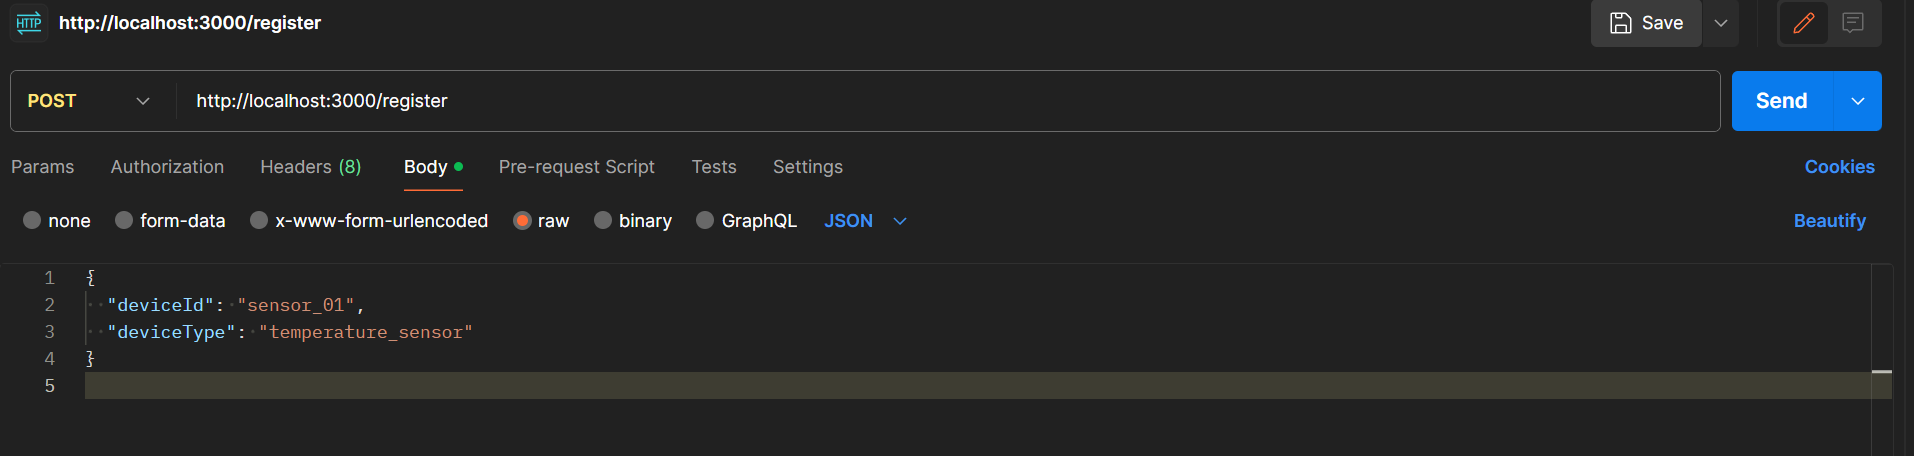 HTTP http://localhost:3000/register Save
POST http://localhost:3000/register Send
Params Authorization Headers (8) Body Pre-request Script Tests Settings Cookies
none form-data x-www-form-urlencoded raw binary GraphQL JSON Beautify
1 {
2 "deviceId": "sensor_01",
3 "deviceType": "temperature_sensor"
4 }
5